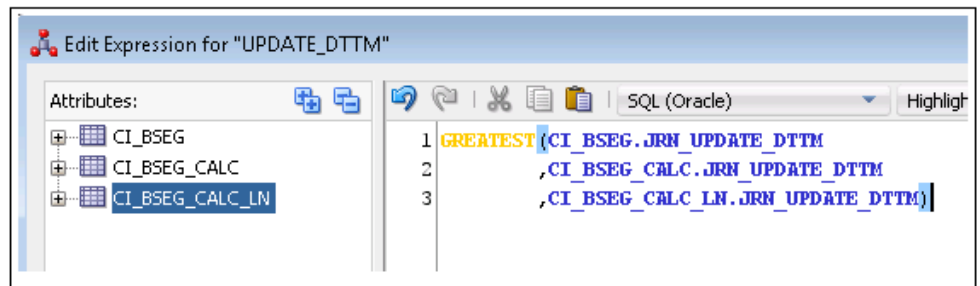 Edit Expression for "UPDATE_DTTM"
Attributes:
SQL (Oracle)
Highligh
CI_BSEG
CI_BSEG_CALC
CI_BSEG_CALC_LN
1 GREATEST(CI_BSEG.JRN_UPDATE_DTTM
2 ,CI_BSEG_CALC.JRN_UPDATE_DTTM
3 ,CI_BSEG_CALC_LN.JRN_UPDATE_DTTM)